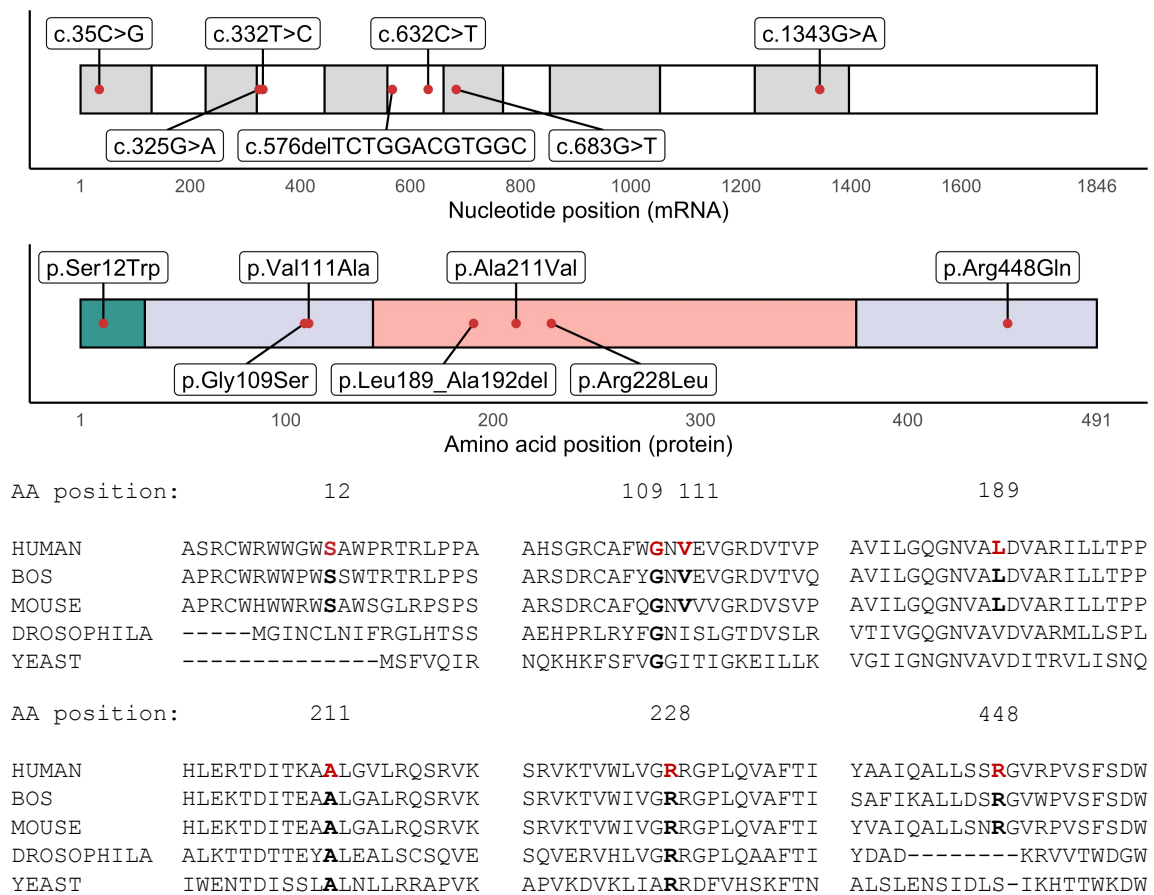 c.35C>G c.332T>C c.632C>T c.1343G>A
c.325G>A c.576delTCTGGACGTGGC c.683G>T
1 200 400 600 800 1000 1200 1400 1600 1846
Nucleotide position (mRNA)
p.Ser12Trp p.Val111Ala p.Ala211Val p.Arg448Gln
p.Gly109Ser p.Leu189_Ala192del p.Arg228Leu
1 100 200 300 400 491
Amino acid position (protein)
AA position: 12 109 111 189
HUMAN ASRCWRWWGWSAWPRTRLPPA AHSGRCAFWGNVEVGRDVTVP AVILGQGNVALDVARILLTPP
BOS APRCWRWWPWSSWTRTRLPPS ARSDRCAFYGNVEVGRDVTVQ AVILGQGNVALDVARILLTPP
MOUSE APRCWHWWRWSAWSGLRPSPS ARSDRCAFQGNVVVGRDVSVP AVILGQGNVALDVARILLTPP
DROSOPHILA -----MGINCLNIFRGLHTSS AEHPRLRYFGNISLGTDVSLR VTIVGQGNVAVDVARMLLSPL
YEAST --------------MSFVQIR NQKHKFSFVGGITIGKEILLK VGIIGNGNVAVDITRVLISNQ
AA position: 211 228 448
HUMAN HLERTDITKAALGVLRQSRVK SRVKTVWLVGRRGPLQVAFTI YAAIQALLSSRGVRPVSFSDW
BOS HLEKTDITEAALGALRQSRVK SRVKTVWIVGRRGPLQVAFTI SAFIKALLDSRGVWPVSFSDW
MOUSE HLEKTDITEAALGALRQSRVK SRVKTVWIVGRRGPLQVAFTI YVAIQALLSNRGVRPVSFSDW
DROSOPHILA ALKTTDTTEYALEALSCSQVE SQVERVHLVGRRGPLQAAFTI YDAD--------KRVVTWDGW
YEAST IWENTDISSLALNLLRRAPVK APVKDVKLIARRDFVHSKFTN ALSLENSIDLS-IKHTTWKDW